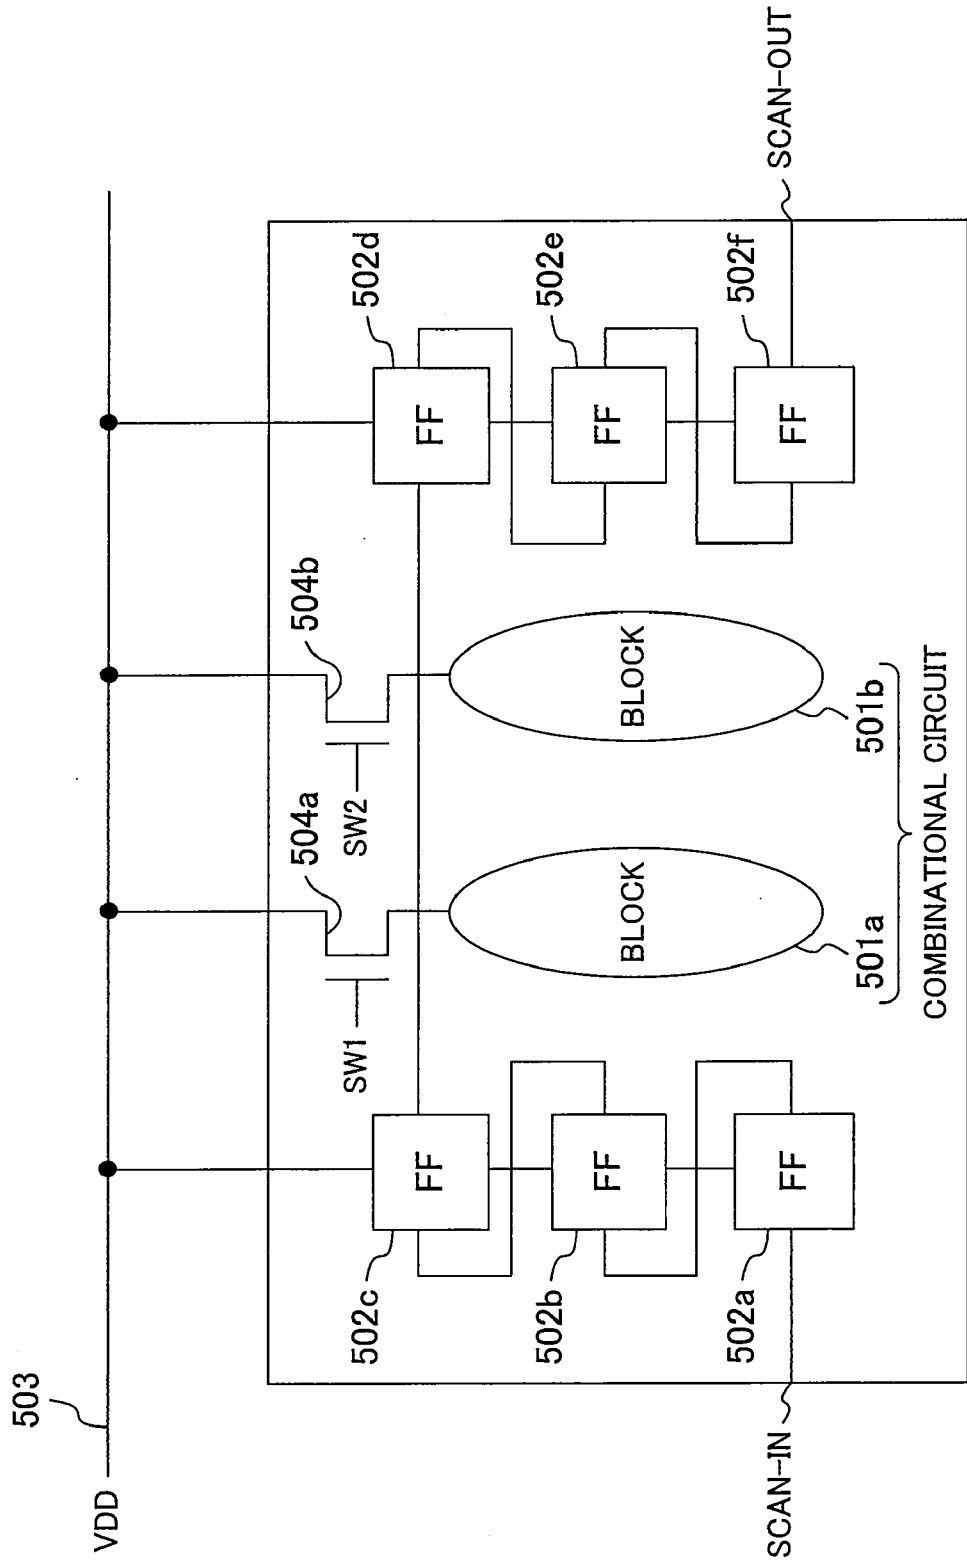 503
VDD
502d
502e
502f
FF
FF
FF
504b
SW2
504a
SW1
BLOCK
501b
BLOCK
501a
COMBINATIONAL CIRCUIT
FF
FF
FF
502c
502b
502a
SCAN-IN
SCAN-OUT